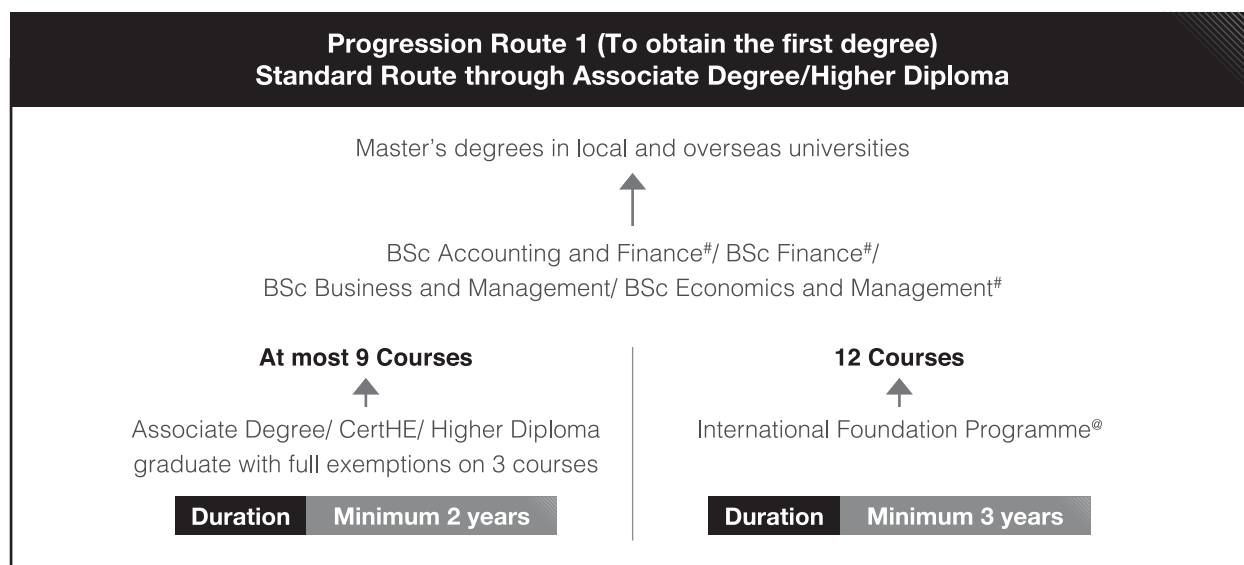 Progression Route 1 (To obtain the first degree)
Standard Route through Associate Degree/Higher Diploma
Master's degrees in local and overseas universities
BSc Accounting and Finance#/ BSc Finance#/
BSc Business and Management/ BSc Economics and Management#
At most 9 Courses
Associate Degree/ CertHE/ Higher Diploma
graduate with full exemptions on 3 courses
Duration Minimum 2 years
12 Courses
International Foundation Programme@
Duration Minimum 3 years